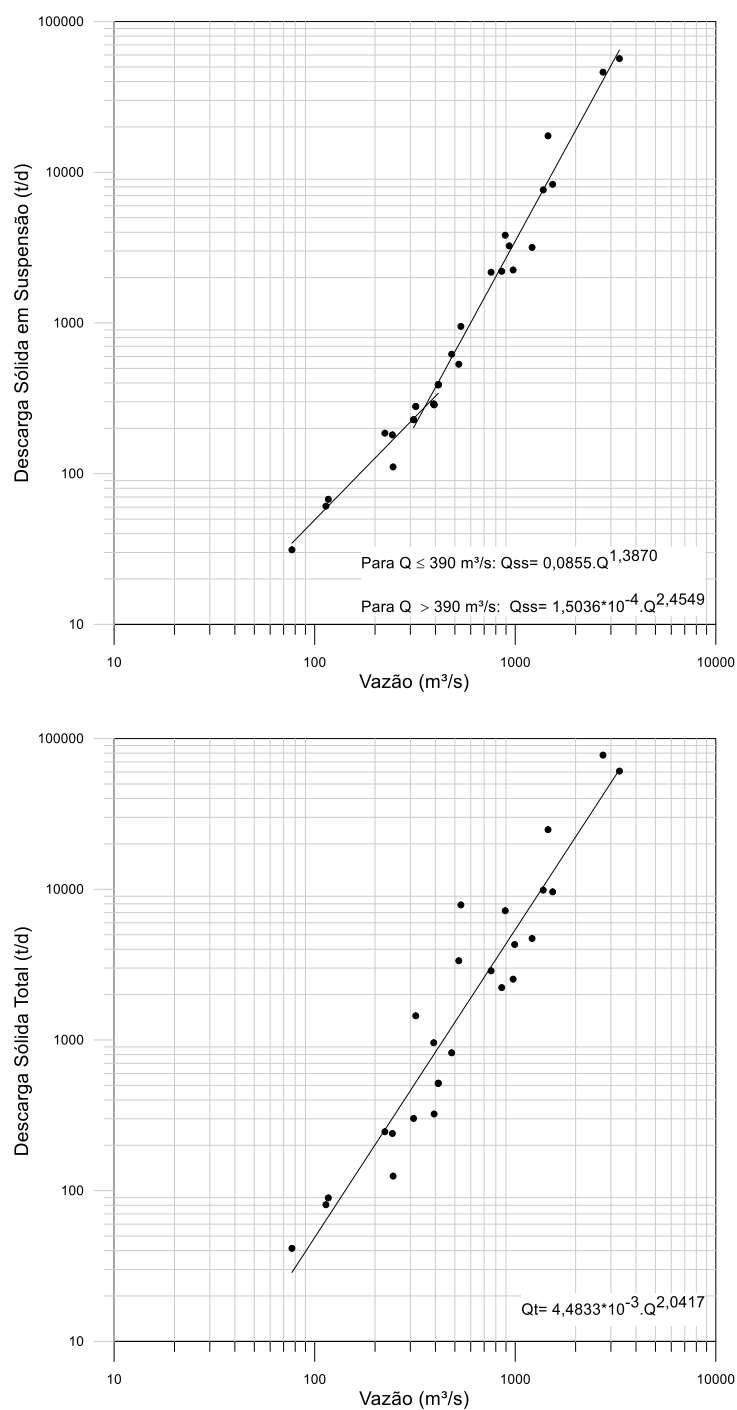 100000
10000
1000
100
10
Descarga Sólida em Suspensão (t/d)
Para Q ≤ 390 m³/s: Qss= 0,0855.Q^1,3870
Para Q > 390 m³/s: Qss= 1,5036*10^-4.Q^2,4549
10 100 1000 10000
Vazão (m³/s)
100000
10000
1000
100
10
Descarga Sólida Total (t/d)
Qt= 4,4833*10^-3.Q^2,0417
10 100 1000 10000
Vazão (m³/s)